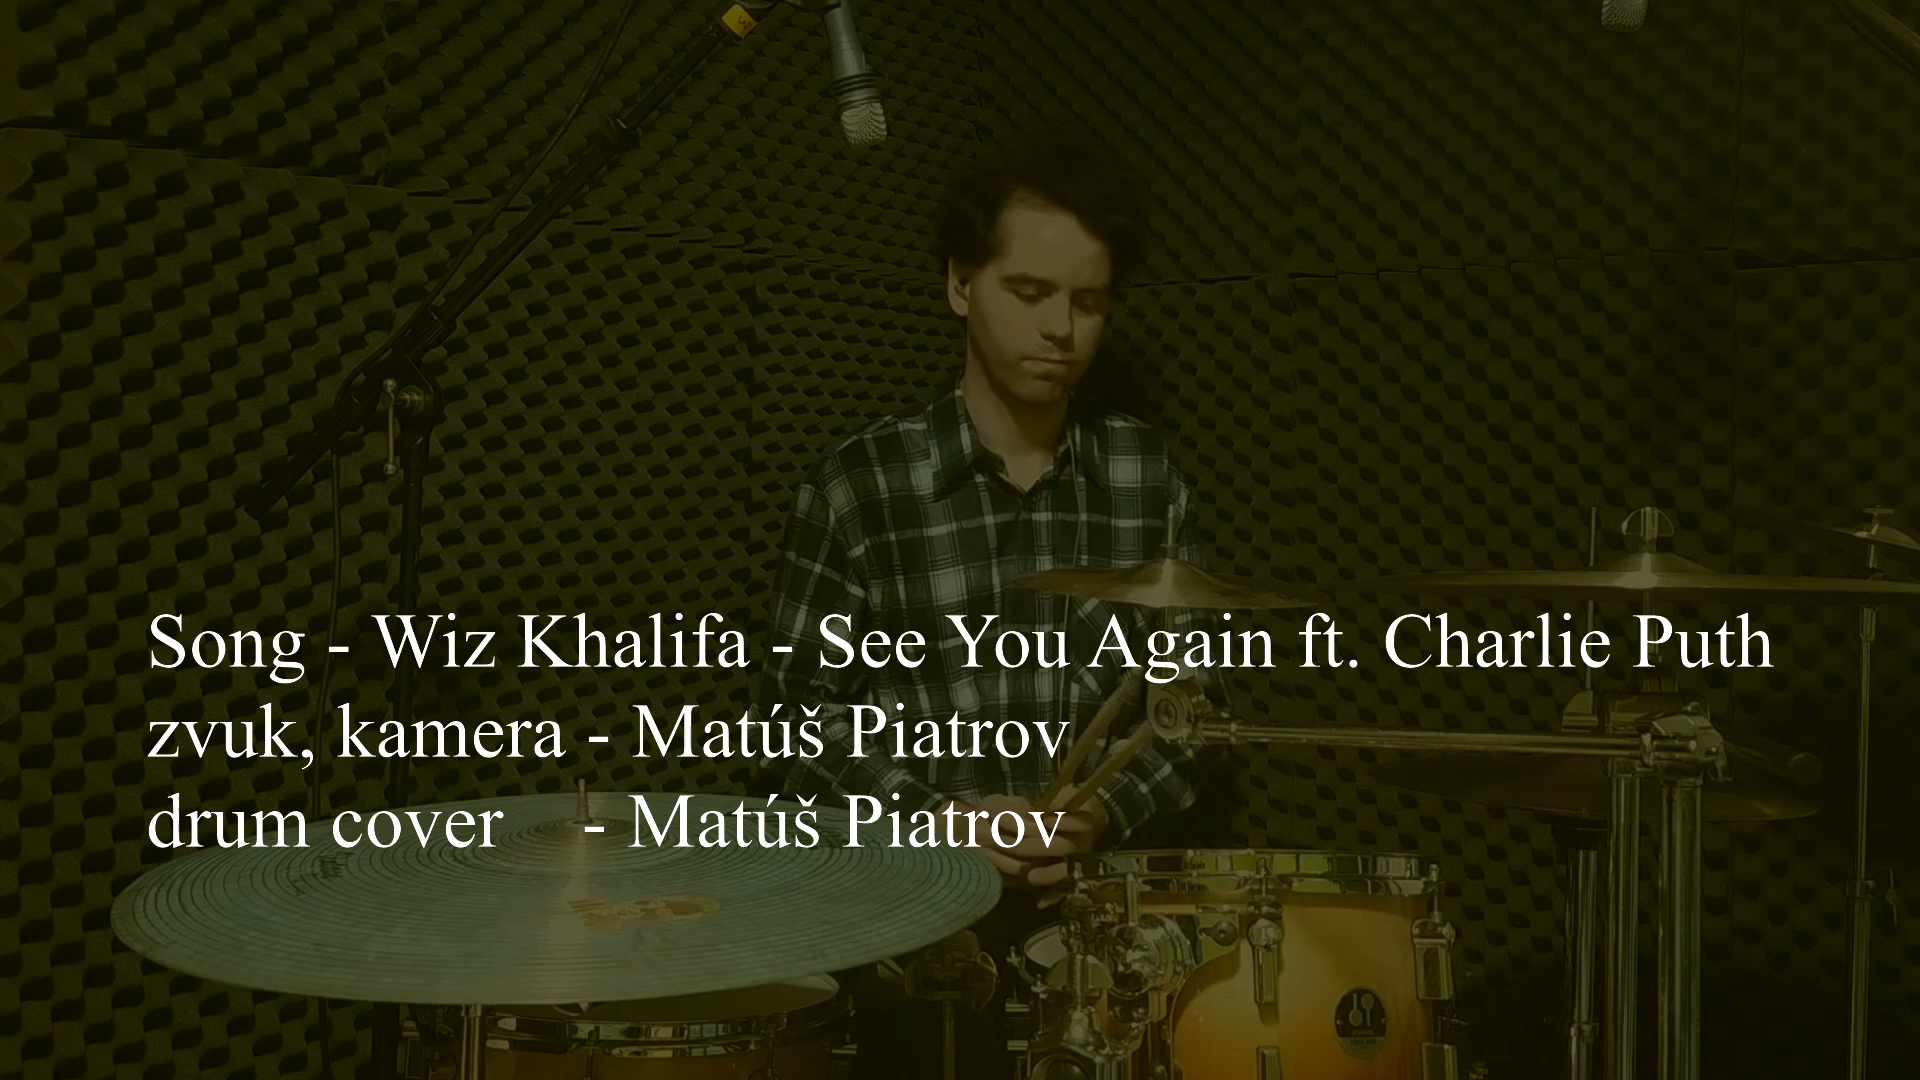 Song - Wiz Khalifa - See You Again ft. Charlie Puth
zvuk, kamera - Matúš Piatrov
drum cover - Matúš Piatrov